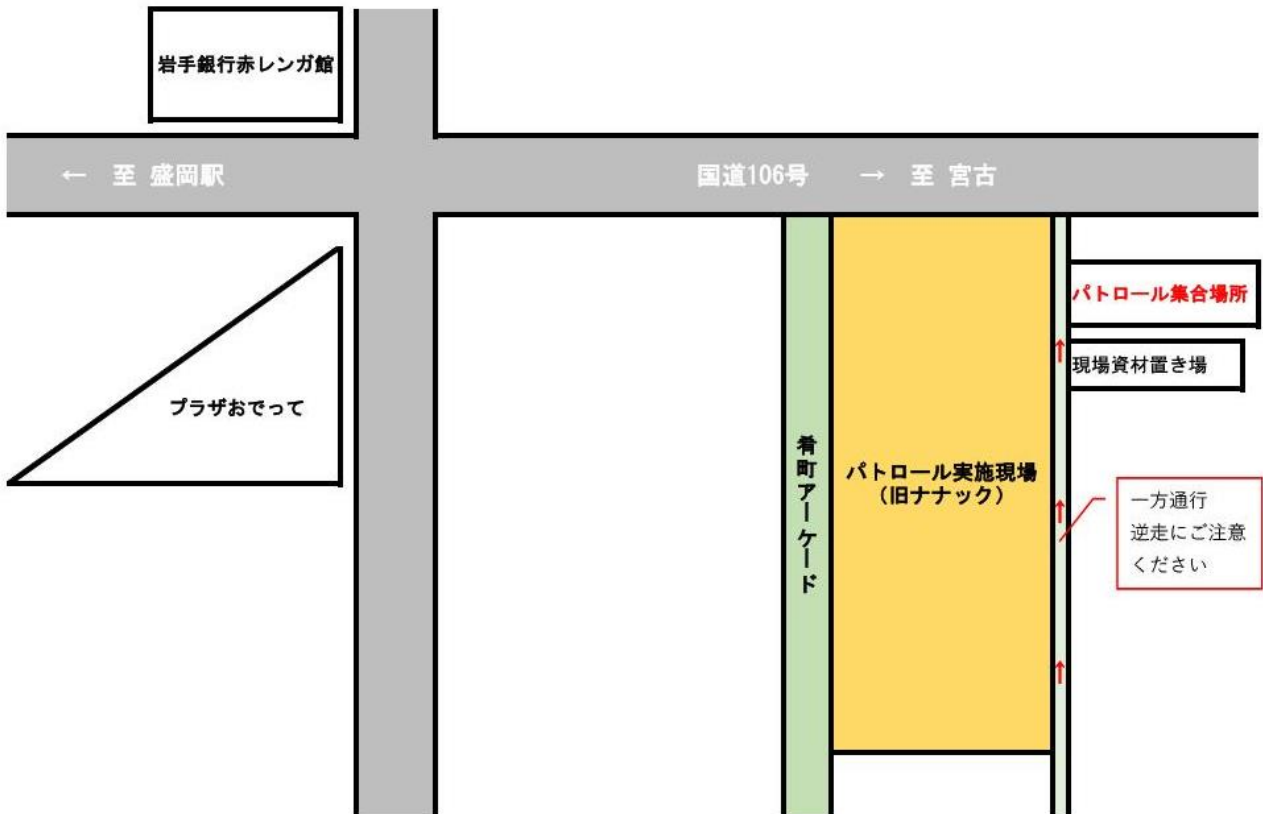 岩手銀行赤レンガ館
← 至 盛岡駅
国道106号 → 至 宮古
パトロール集合場所
現場資材置き場
プラザおでって
肴町アーケード
パトロール実施現場
（旧ナナック）
一方通行
逆走にご注意
ください